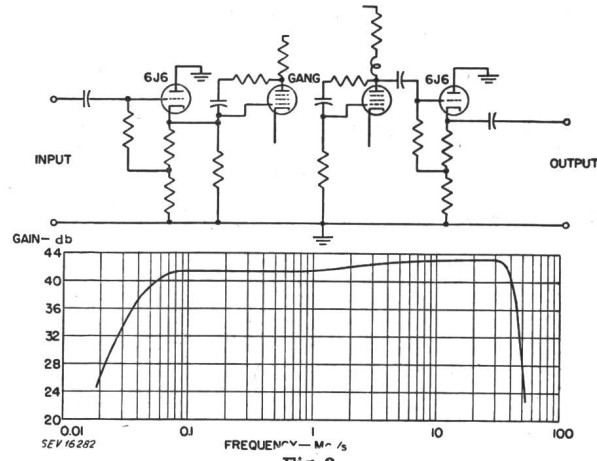 6J6
GANG
6J6
INPUT
OUTPUT
GAIN— db
44
40
36
32
28
24
20
0.01
0.1
1
10
100
SEV 16282
FREQUENCY— Mc/s